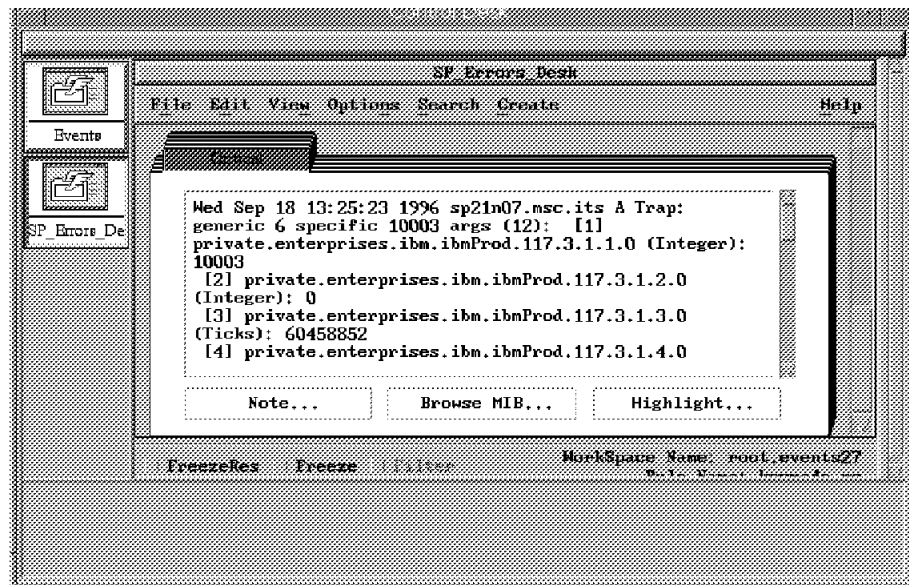 Control Desk
SP_Errors_Desk
File Edit View Options Search Create Help
Events
SP_Errors_De
Wed Sep 18 13:25:23 1996 sp21n07.msc.its A Trap:
generic 6 specific 10003 args (12): [1]
private.enterprises.ibm.ibmProd.117.3.1.1.0 (Integer):
10003
[2] private.enterprises.ibm.ibmProd.117.3.1.2.0
(Integer): 0
[3] private.enterprises.ibm.ibmProd.117.3.1.3.0
(Ticks): 60458852
[4] private.enterprises.ibm.ibmProd.117.3.1.4.0
Note... Browse MIB... Highlight...
FreezeRes Freeze Filter WorkSpace Name: root.events27